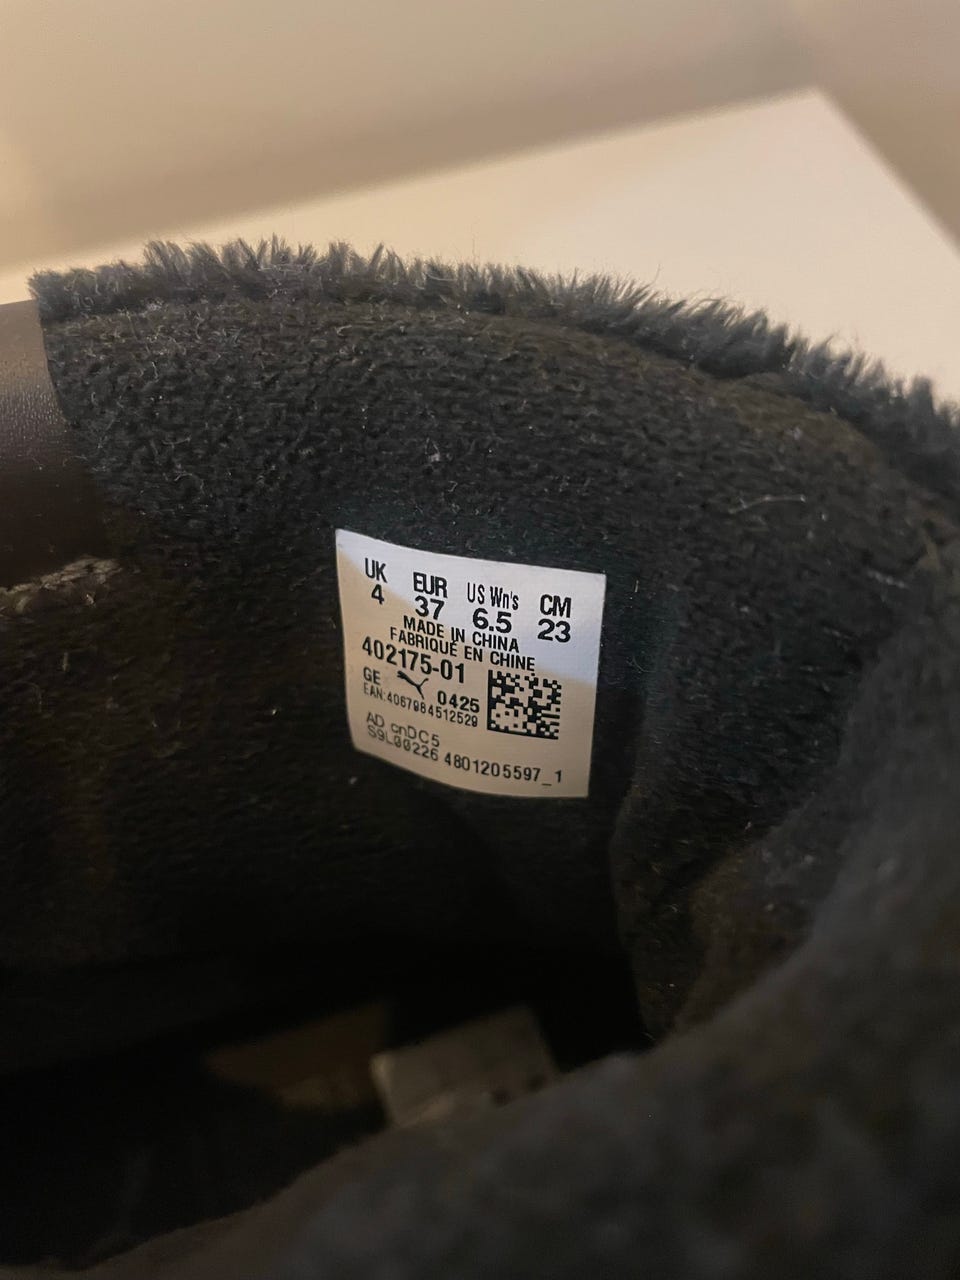 UK EUR US Wn's CM
4 37 6.5 23
MADE IN CHINA
FABRIQUÉ EN CHINE
402175-01
GE 0425
EAN:4067984512529
AD cnDC5
S9L00226 4801205597_1